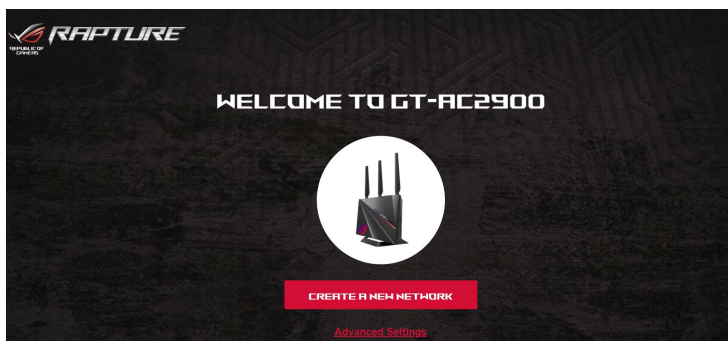 RAPTURE
REPUBLIC OF
GAMERS
WELCOME TO GT-AC2900
CREATE A NEW NETWORK
Advanced Settings